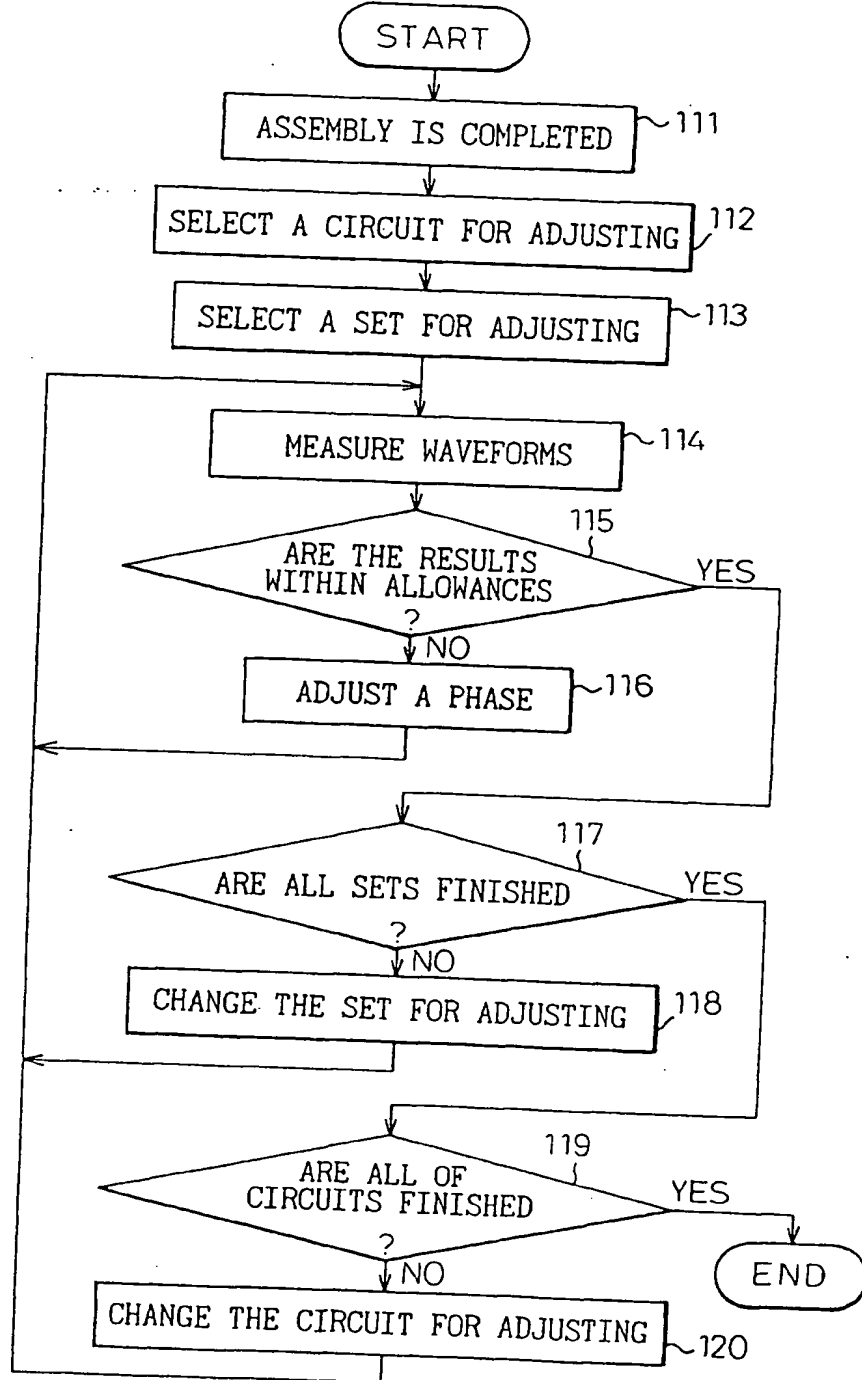 START
ASSEMBLY IS COMPLETED
111
SELECT A CIRCUIT FOR ADJUSTING
112
SELECT A SET FOR ADJUSTING
113
MEASURE WAVEFORMS
114
115
ARE THE RESULTS
WITHIN ALLOWANCES
?
YES
NO
ADJUST A PHASE
116
117
ARE ALL SETS FINISHED
?
YES
NO
CHANGE THE SET FOR ADJUSTING
118
119
ARE ALL OF
CIRCUITS FINISHED
?
YES
NO
END
CHANGE THE CIRCUIT FOR ADJUSTING
120